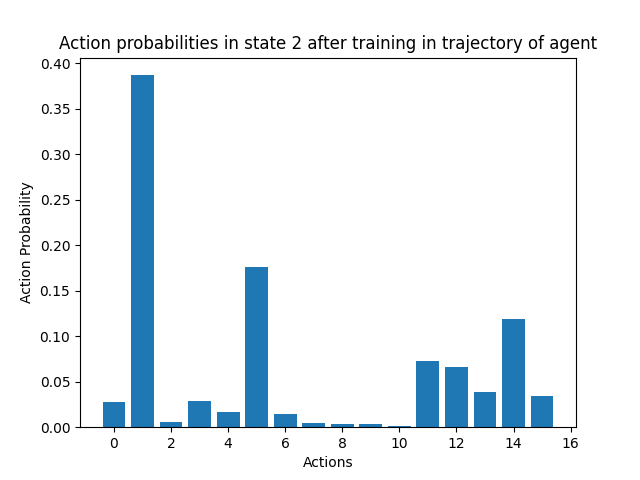 Action probabilities in state 2 after training in trajectory of agent
0.40
0.35
0.30
0.25
0.20
0.15
0.10
0.05
0.00
Action Probability
0 2 4 6 8 10 12 14 16
Actions